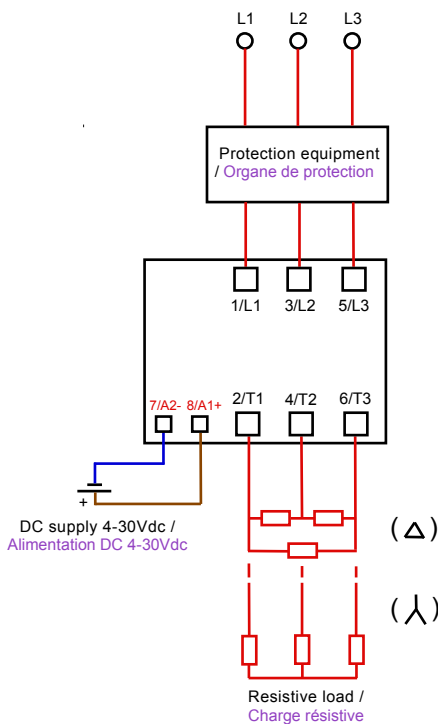 L1 L2 L3
Protection equipment
/ Organe de protection
1/L1 3/L2 5/L3
7/A2- 8/A1+ 2/T1 4/T2 6/T3
+
DC supply 4-30Vdc /
Alimentation DC 4-30Vdc
(Δ)
(⅄)
Resistive load /
Charge résistive